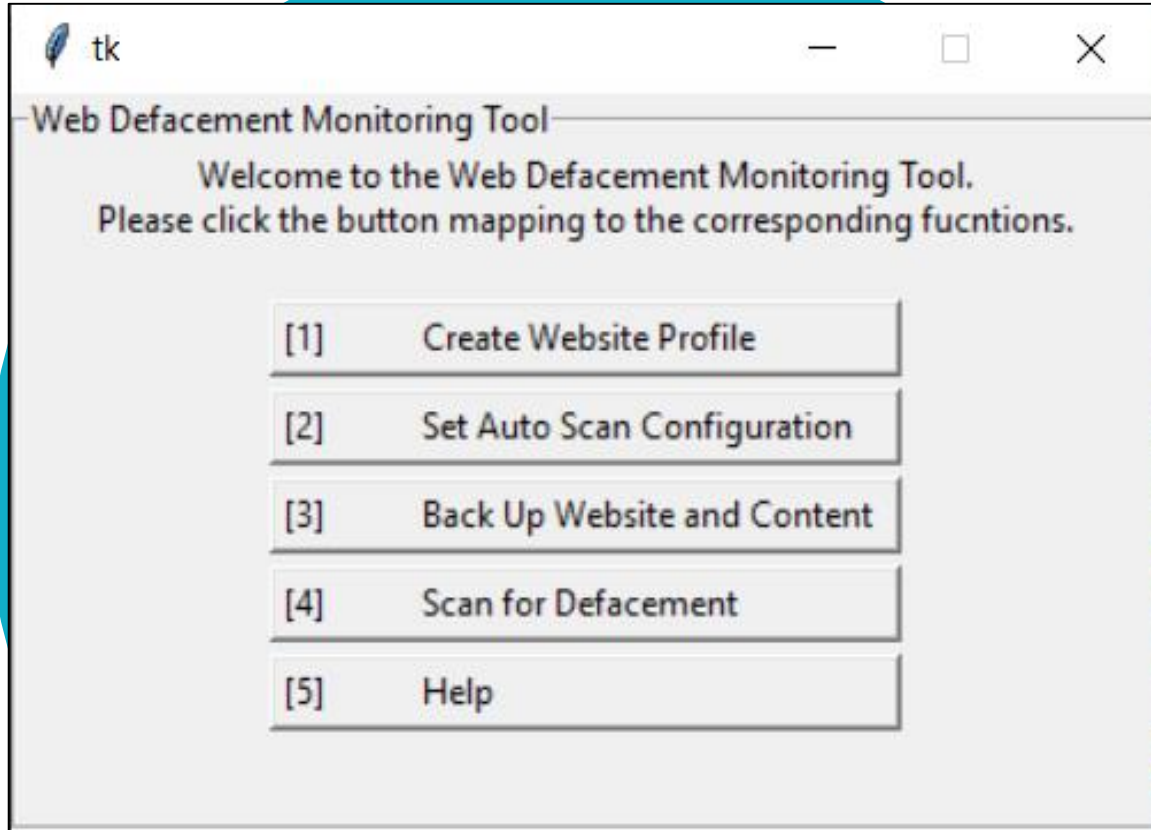 tk
Web Defacement Monitoring Tool
Welcome to the Web Defacement Monitoring Tool.
Please click the button mapping to the corresponding fucntions.
[1] Create Website Profile
[2] Set Auto Scan Configuration
[3] Back Up Website and Content
[4] Scan for Defacement
[5] Help